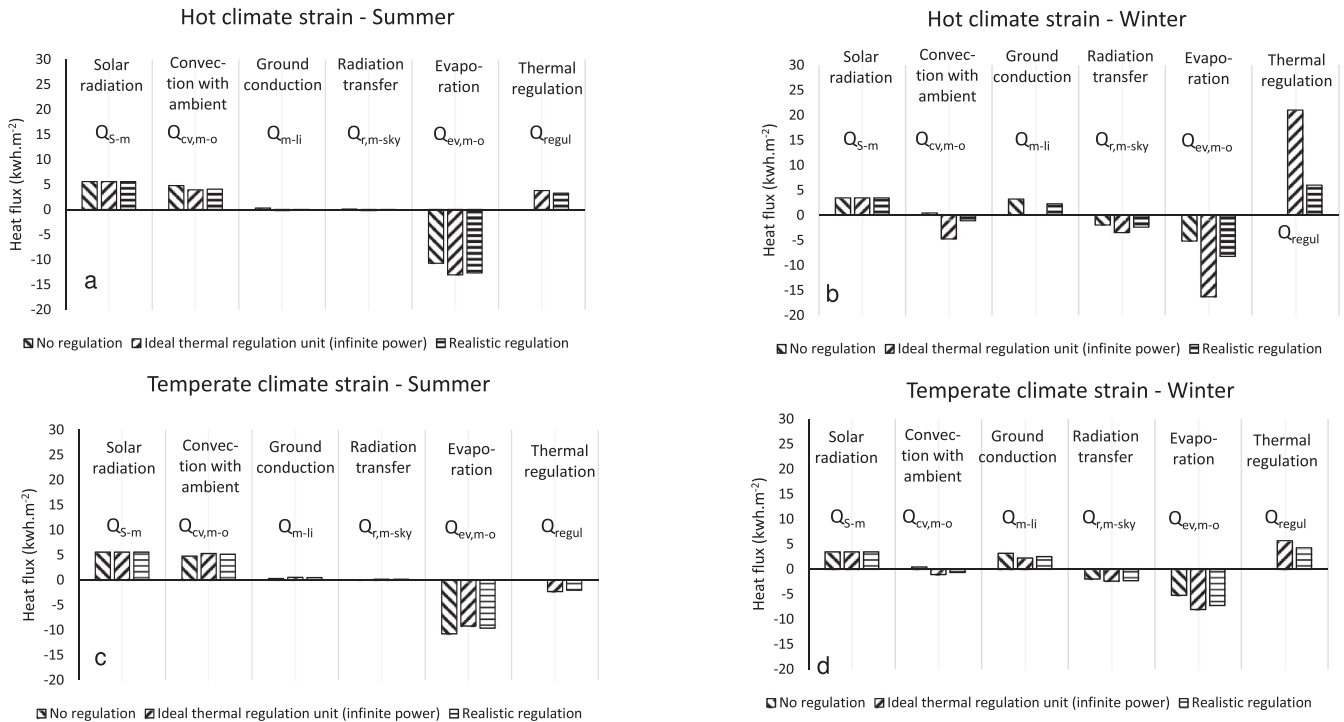 Hot climate strain - Summer
30
25
20
15
10
5
0
-5
-10
-15
-20
Heat flux (kwh.m-2)
Solar
radiation
Convec-
tion with
ambient
Ground
conduction
Radiation
transfer
Evapo-
ration
Thermal
regulation
QS-m
Qcv,m-o
Qm-li
Qr,m-sky
Qev,m-o
Qregul
a
No regulation Ideal thermal regulation unit (infinite power) Realistic regulation
Hot climate strain - Winter
30
25
20
15
10
5
0
-5
-10
-15
-20
Heat flux (kwh.m-2)
Solar
radiation
Convec-
tion with
ambient
Ground
conduction
Radiation
transfer
Evapo-
ration
Thermal
regulation
QS-m
Qcv,m-o
Qm-li
Qr,m-sky
Qev,m-o
Qregul
b
No regulation Ideal thermal regulation unit (infinite power) Realistic regulation
Temperate climate strain - Summer
30
25
20
15
10
5
0
-5
-10
-15
-20
Heat flux (kwh.m-2)
Solar
radiation
Convec-
tion with
ambient
Ground
conduction
Radiation
transfer
Evapo-
ration
Thermal
regulation
QS-m
Qcv,m-o
Qm-li
Qr,m-sky
Qev,m-o
Qregul
c
No regulation Ideal thermal regulation unit (infinite power) Realistic regulation
Temperate climate strain - Winter
30
25
20
15
10
5
0
-5
-10
-15
-20
Heat flux (kwh.m-2)
Solar
radiation
Convec-
tion with
ambient
Ground
conduction
Radiation
transfer
Evapo-
ration
Thermal
regulation
QS-m
Qcv,m-o
Qm-li
Qr,m-sky
Qev,m-o
Qregul
d
No regulation Ideal thermal regulation unit (infinite power) Realistic regulation